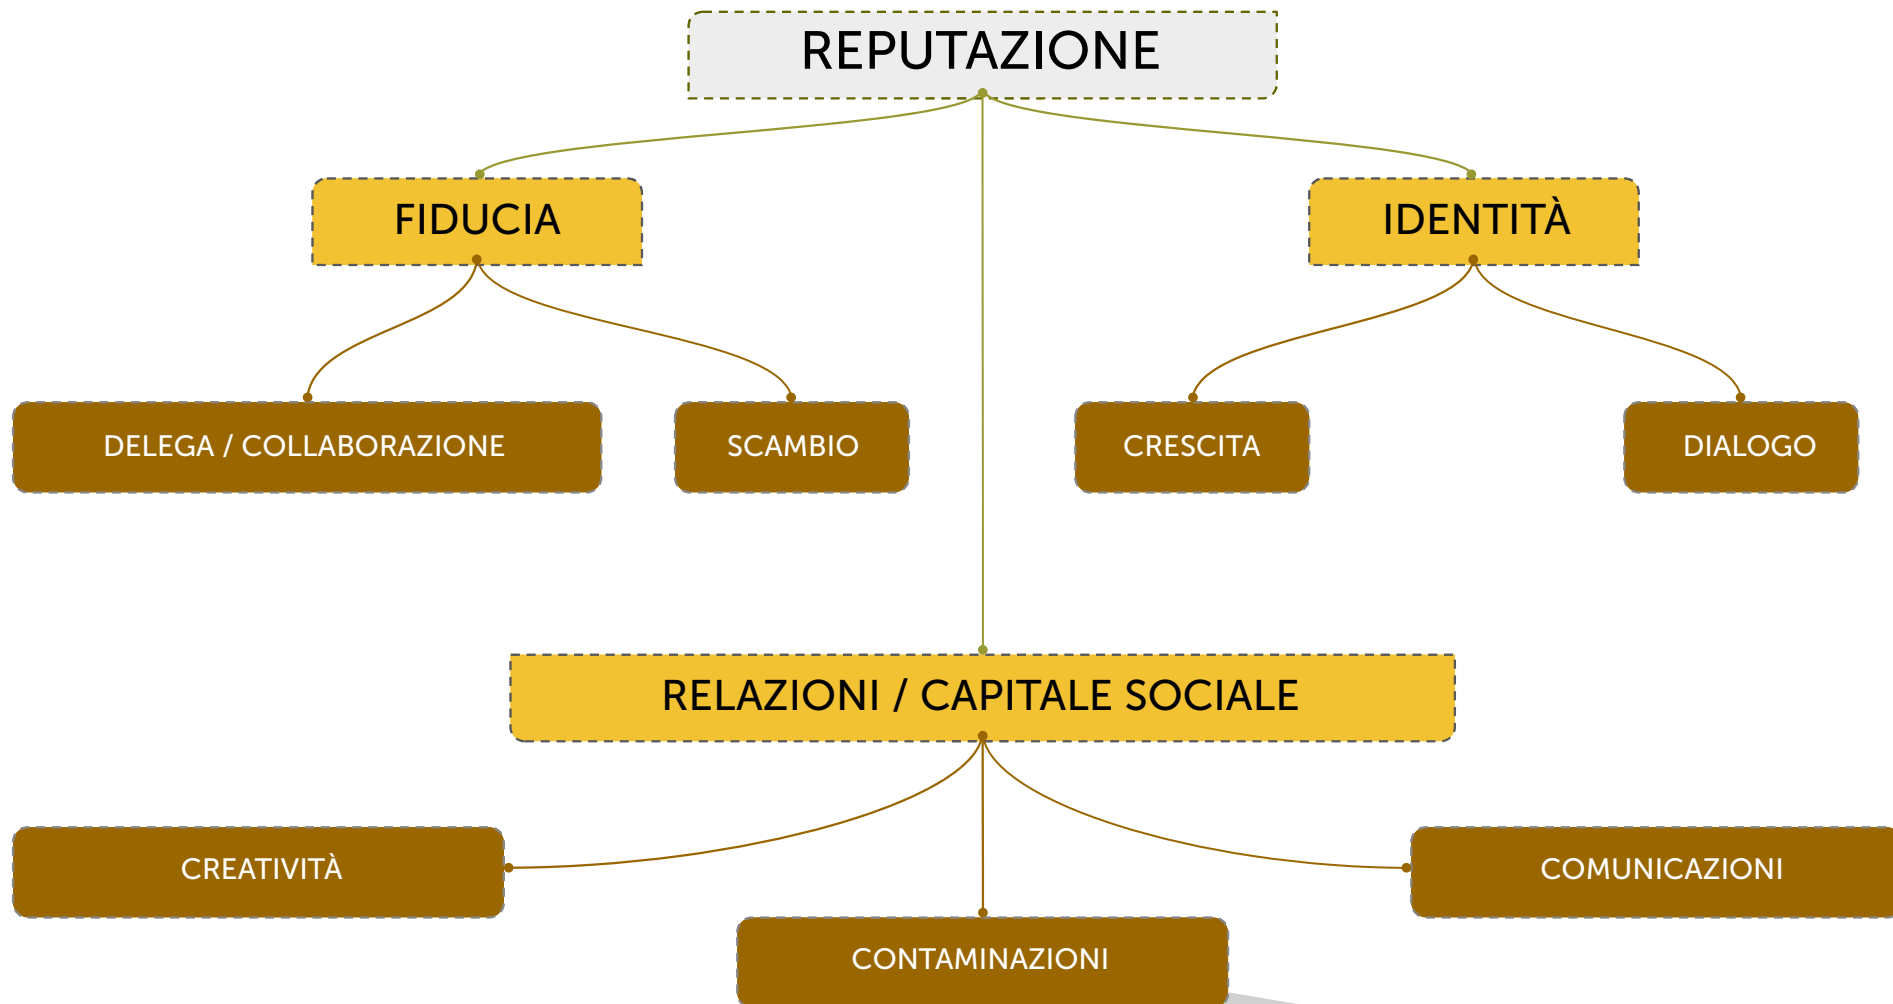 REPUTAZIONE
FIDUCIA
IDENTITÀ
DELEGA / COLLABORAZIONE
SCAMBIO
CRESCITA
DIALOGO
RELAZIONI / CAPITALE SOCIALE
CREATIVITÀ
COMUNICAZIONI
CONTAMINAZIONI